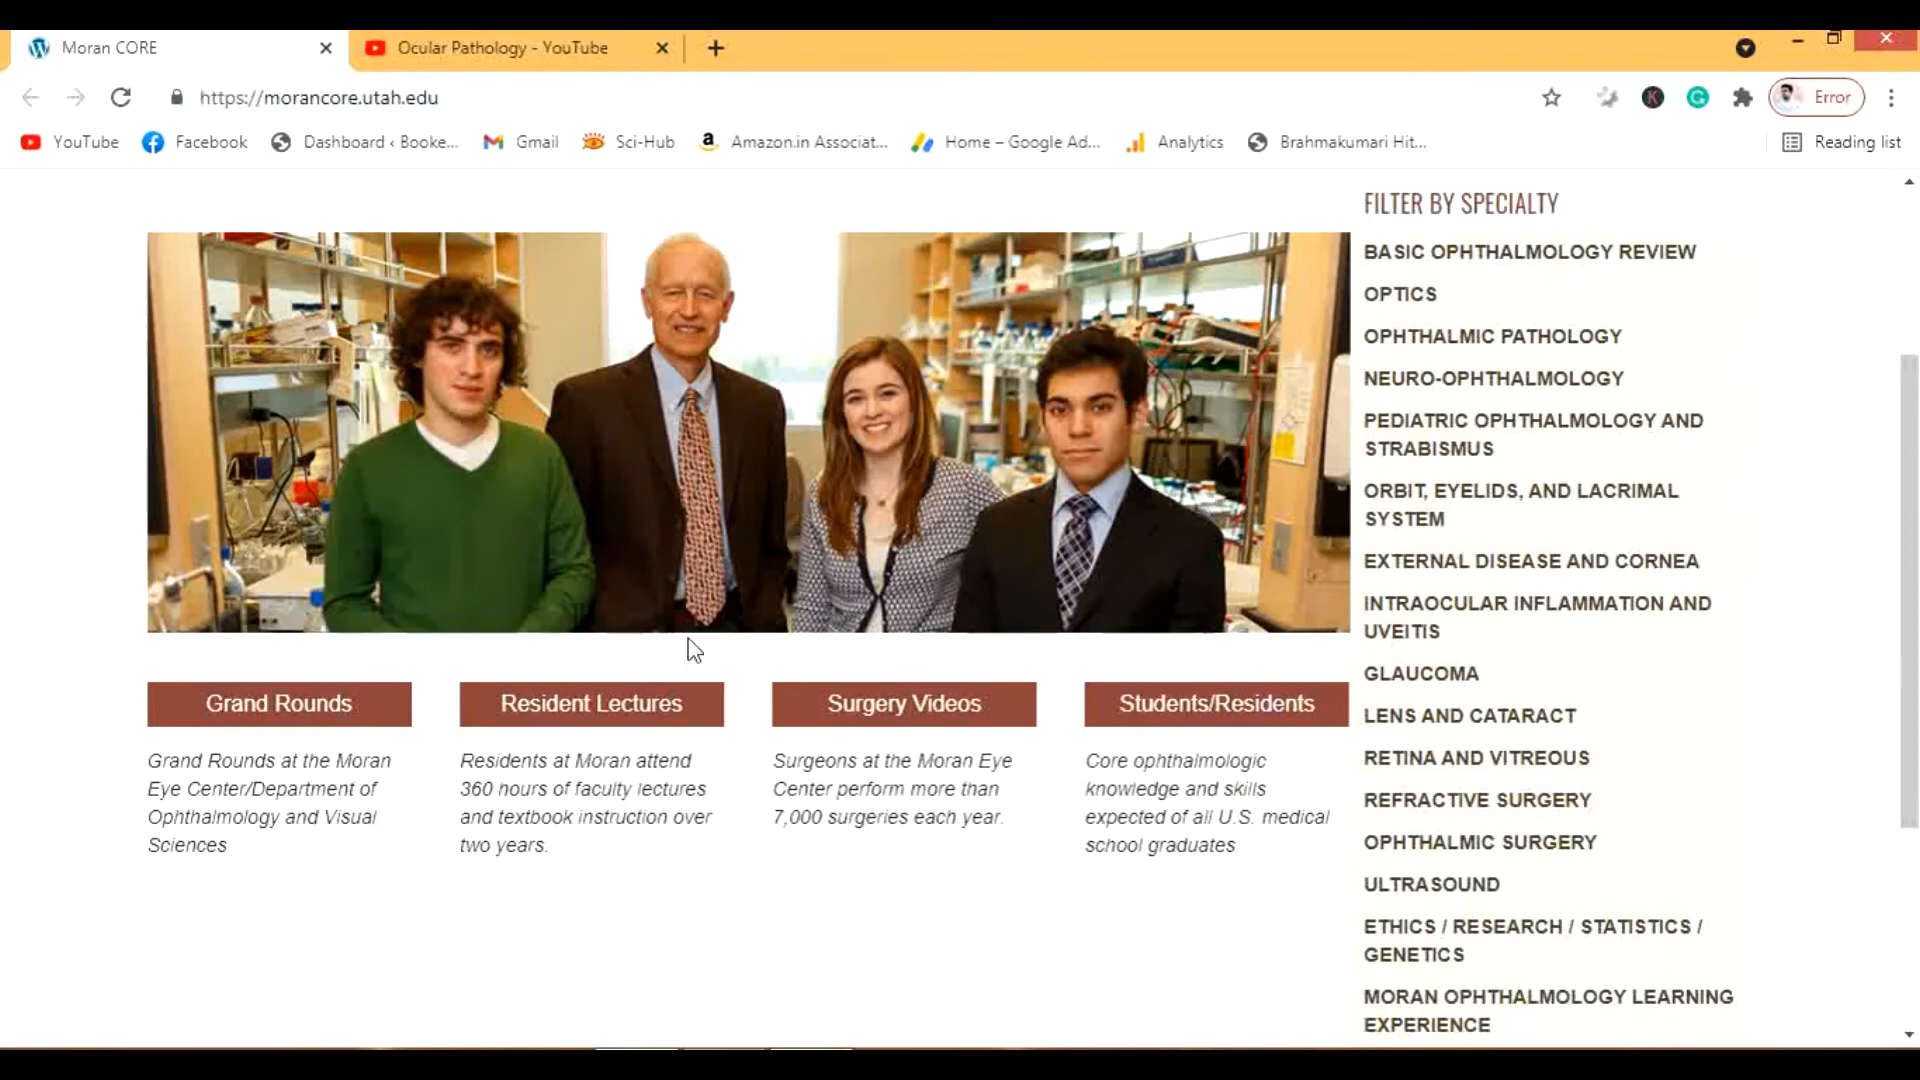 Moran CORE
Ocular Pathology - YouTube
https://morancore.utah.edu
Error
YouTube
Facebook
Dashboard ‹ Booke...
Gmail
Sci-Hub
Amazon.in Associat...
Home – Google Ad...
Analytics
Brahmakumari Hit...
Reading list
Grand Rounds
Grand Rounds at the Moran
Eye Center/Department of
Ophthalmology and Visual
Sciences
Resident Lectures
Residents at Moran attend
360 hours of faculty lectures
and textbook instruction over
two years.
Surgery Videos
Surgeons at the Moran Eye
Center perform more than
7,000 surgeries each year.
Students/Residents
Core ophthalmologic
knowledge and skills
expected of all U.S. medical
school graduates
FILTER BY SPECIALTY
BASIC OPHTHALMOLOGY REVIEW
OPTICS
OPHTHALMIC PATHOLOGY
NEURO-OPHTHALMOLOGY
PEDIATRIC OPHTHALMOLOGY AND
STRABISMUS
ORBIT, EYELIDS, AND LACRIMAL
SYSTEM
EXTERNAL DISEASE AND CORNEA
INTRAOCULAR INFLAMMATION AND
UVEITIS
GLAUCOMA
LENS AND CATARACT
RETINA AND VITREOUS
REFRACTIVE SURGERY
OPHTHALMIC SURGERY
ULTRASOUND
ETHICS / RESEARCH / STATISTICS /
GENETICS
MORAN OPHTHALMOLOGY LEARNING
EXPERIENCE